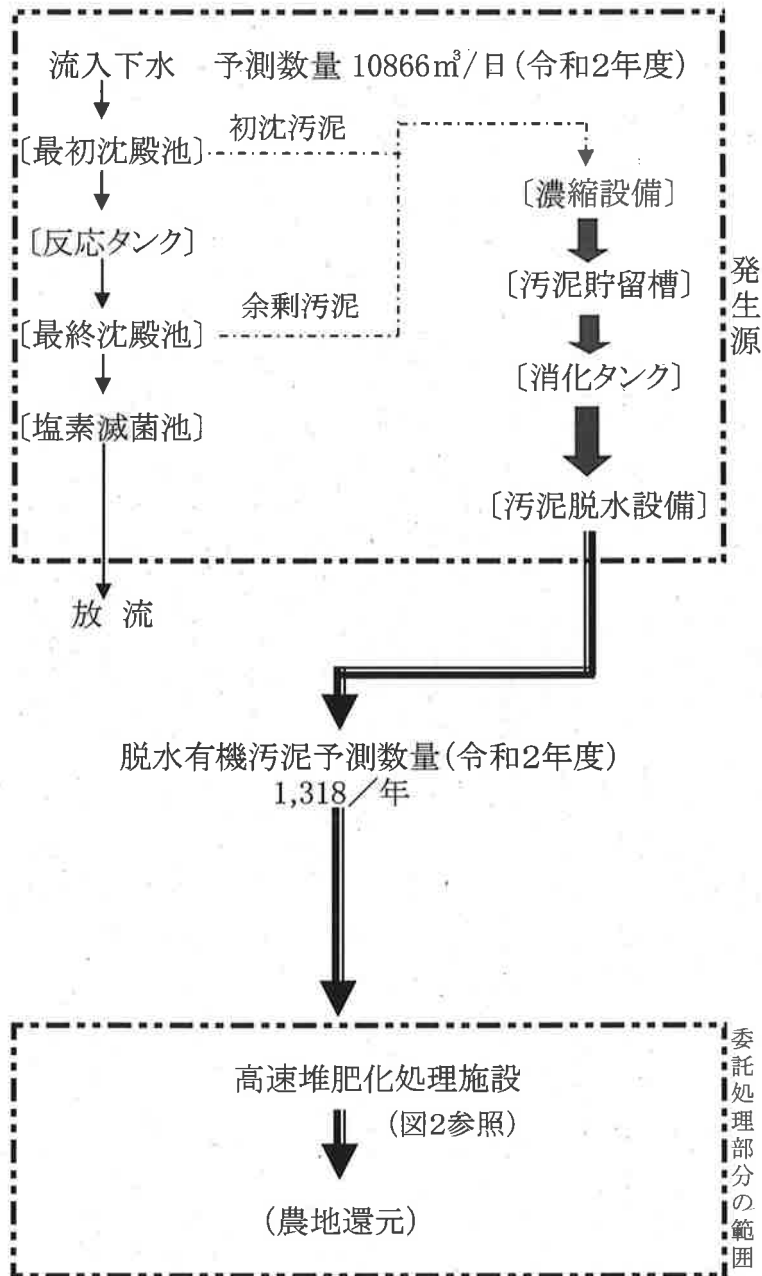 流入下水 予測数量 10866㎥/日(令和2年度)
〔最初沈殿池〕
初沈汚泥
〔反応タンク〕
〔最終沈殿池〕
余剰汚泥
〔塩素滅菌池〕
放 流
〔濃縮設備〕
〔汚泥貯留槽〕
〔消化タンク〕
〔汚泥脱水設備〕
発生源
脱水有機汚泥予測数量(令和2年度)
1,318/年
高速堆肥化処理施設
(図2参照)
(農地還元)
委託処理部分の範囲